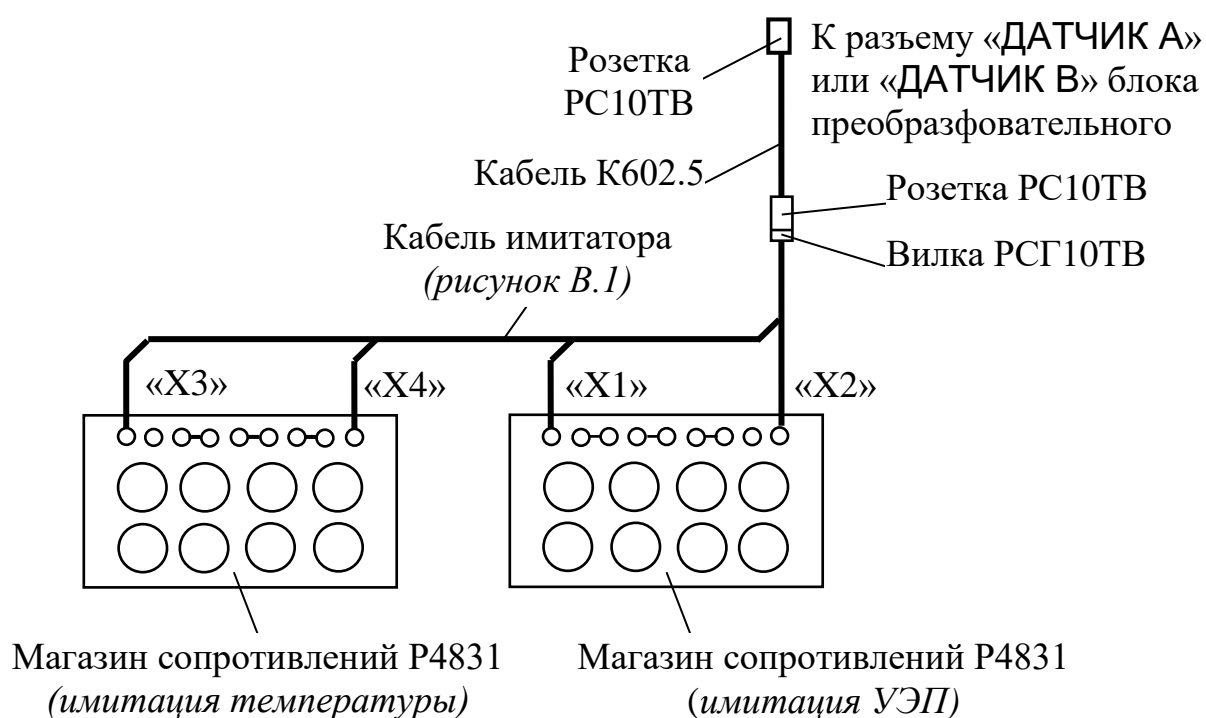 Розетка
РС10ТВ
К разъему «ДАТЧИК А»
или «ДАТЧИК В» блока
преобразфовательного
Кабель К602.5
Розетка РС10ТВ
Вилка РСГ10ТВ
Кабель имитатора
(рисунок В.1)
«Х3»
«Х4»
«Х1»
«Х2»
Магазин сопротивлений Р4831
(имитация температуры)
Магазин сопротивлений Р4831
(имитация УЭП)